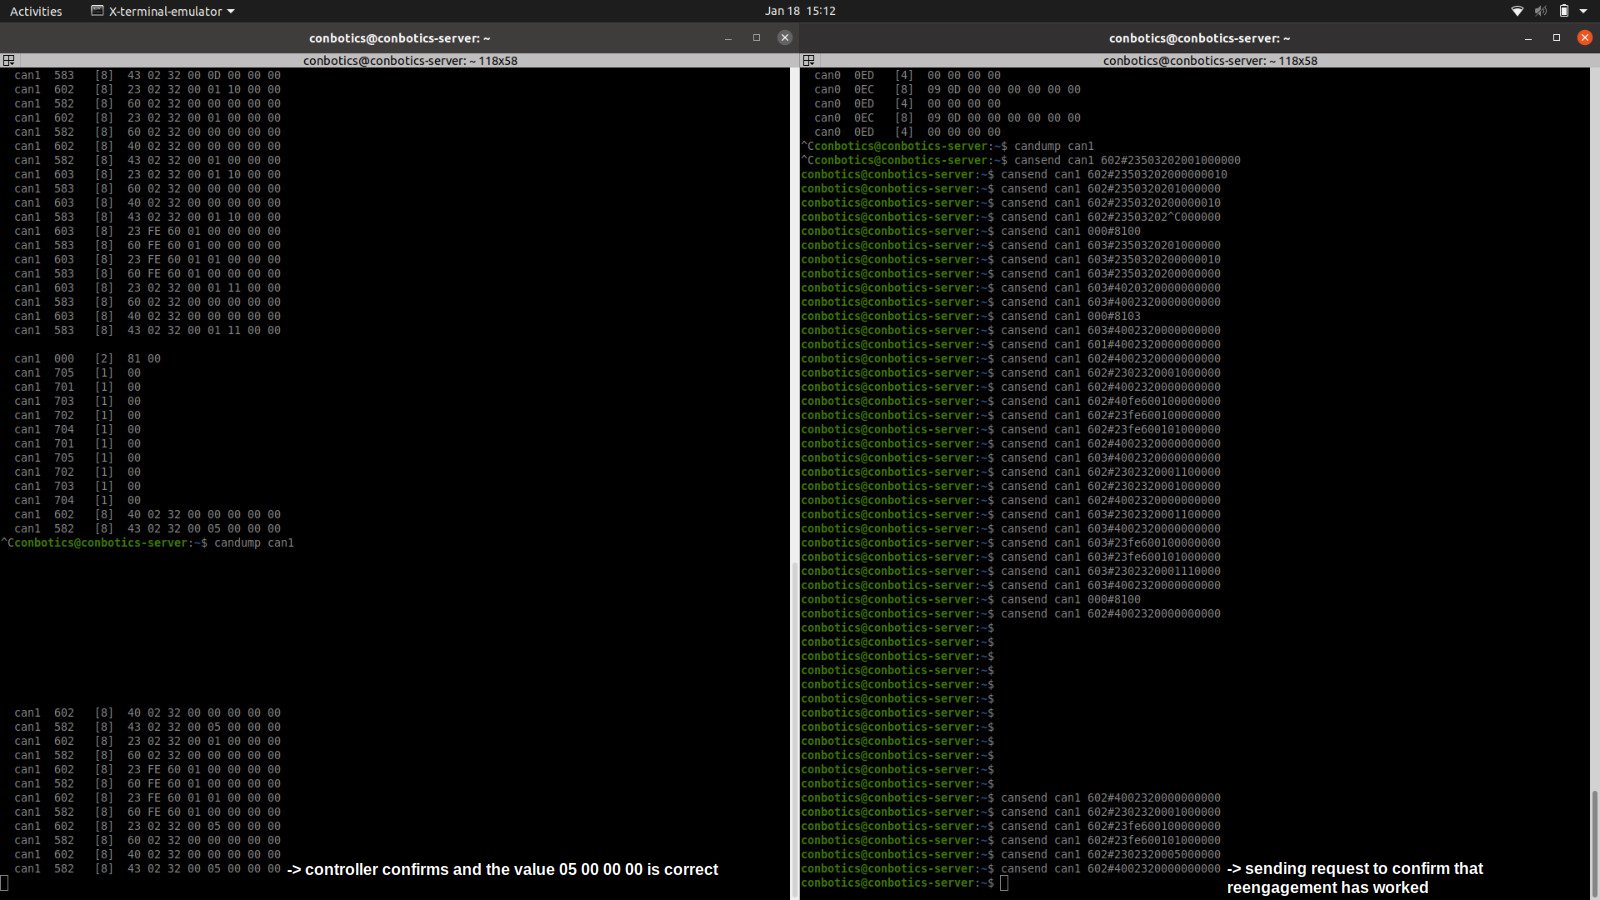 Activities X-terminal-emulator Jan 18 15:12
conbotics@conbotics-server: ~
conbotics@conbotics-server: ~ 118x58
can1 583 [8] 43 02 32 00 0D 00 00 00
can1 602 [8] 23 02 32 00 01 10 00 00
can1 582 [8] 60 02 32 00 00 00 00 00
can1 602 [8] 23 02 32 00 01 00 00 00
can1 582 [8] 60 02 32 00 00 00 00 00
can1 602 [8] 40 02 32 00 00 00 00 00
can1 582 [8] 43 02 32 00 01 00 00 00
can1 603 [8] 23 02 32 00 01 10 00 00
can1 583 [8] 60 02 32 00 00 00 00 00
can1 603 [8] 40 02 32 00 00 00 00 00
can1 583 [8] 43 02 32 00 01 10 00 00
can1 603 [8] 23 FE 60 01 00 00 00 00
can1 583 [8] 60 FE 60 01 00 00 00 00
can1 603 [8] 23 FE 60 01 01 00 00 00
can1 583 [8] 60 FE 60 01 00 00 00 00
can1 603 [8] 23 02 32 00 01 11 00 00
can1 583 [8] 60 02 32 00 00 00 00 00
can1 603 [8] 40 02 32 00 00 00 00 00
can1 583 [8] 43 02 32 00 01 11 00 00
can1 000 [2] 81 00
can1 705 [1] 00
can1 701 [1] 00
can1 703 [1] 00
can1 702 [1] 00
can1 704 [1] 00
can1 701 [1] 00
can1 705 [1] 00
can1 702 [1] 00
can1 703 [1] 00
can1 704 [1] 00
can1 602 [8] 40 02 32 00 00 00 00 00
can1 582 [8] 43 02 32 00 05 00 00 00
^Cconbotics@conbotics-server:~$ candump can1
can1 602 [8] 40 02 32 00 00 00 00 00
can1 582 [8] 43 02 32 00 05 00 00 00
can1 602 [8] 23 02 32 00 01 00 00 00
can1 582 [8] 60 02 32 00 00 00 00 00
can1 602 [8] 23 FE 60 01 00 00 00 00
can1 582 [8] 60 FE 60 01 00 00 00 00
can1 602 [8] 23 FE 60 01 01 00 00 00
can1 582 [8] 60 FE 60 01 00 00 00 00
can1 602 [8] 23 02 32 00 05 00 00 00
can1 582 [8] 60 02 32 00 00 00 00 00
can1 602 [8] 40 02 32 00 00 00 00 00
can1 582 [8] 43 02 32 00 05 00 00 00 -> controller confirms and the value 05 00 00 00 is correct
conbotics@conbotics-server: ~
conbotics@conbotics-server: ~ 118x58
can0 0ED [4] 00 00 00 00
can0 0EC [8] 09 0D 00 00 00 00 00 00
can0 0ED [4] 00 00 00 00
can0 0EC [8] 09 0D 00 00 00 00 00 00
can0 0ED [4] 00 00 00 00
^Cconbotics@conbotics-server:~$ candump can1
^Cconbotics@conbotics-server:~$ cansend can1 602#23503202001000000
conbotics@conbotics-server:~$ cansend can1 602#23503202000000010
conbotics@conbotics-server:~$ cansend can1 602#2350320201000000
conbotics@conbotics-server:~$ cansend can1 602#2350320200000010
conbotics@conbotics-server:~$ cansend can1 602#23503202^C000000
conbotics@conbotics-server:~$ cansend can1 000#8100
conbotics@conbotics-server:~$ cansend can1 603#2350320201000000
conbotics@conbotics-server:~$ cansend can1 603#2350320200000010
conbotics@conbotics-server:~$ cansend can1 603#2350320200000000
conbotics@conbotics-server:~$ cansend can1 603#4020320000000000
conbotics@conbotics-server:~$ cansend can1 603#4002320000000000
conbotics@conbotics-server:~$ cansend can1 000#8103
conbotics@conbotics-server:~$ cansend can1 603#4002320000000000
conbotics@conbotics-server:~$ cansend can1 601#4002320000000000
conbotics@conbotics-server:~$ cansend can1 602#4002320000000000
conbotics@conbotics-server:~$ cansend can1 602#2302320001000000
conbotics@conbotics-server:~$ cansend can1 602#4002320000000000
conbotics@conbotics-server:~$ cansend can1 602#40fe600100000000
conbotics@conbotics-server:~$ cansend can1 602#23fe600100000000
conbotics@conbotics-server:~$ cansend can1 602#23fe600101000000
conbotics@conbotics-server:~$ cansend can1 602#4002320000000000
conbotics@conbotics-server:~$ cansend can1 603#4002320000000000
conbotics@conbotics-server:~$ cansend can1 602#2302320001100000
conbotics@conbotics-server:~$ cansend can1 602#2302320001000000
conbotics@conbotics-server:~$ cansend can1 602#4002320000000000
conbotics@conbotics-server:~$ cansend can1 603#2302320001100000
conbotics@conbotics-server:~$ cansend can1 603#4002320000000000
conbotics@conbotics-server:~$ cansend can1 603#23fe600100000000
conbotics@conbotics-server:~$ cansend can1 603#23fe600101000000
conbotics@conbotics-server:~$ cansend can1 603#2302320001110000
conbotics@conbotics-server:~$ cansend can1 603#4002320000000000
conbotics@conbotics-server:~$ cansend can1 000#8100
conbotics@conbotics-server:~$ cansend can1 602#4002320000000000
conbotics@conbotics-server:~$
conbotics@conbotics-server:~$
conbotics@conbotics-server:~$
conbotics@conbotics-server:~$
conbotics@conbotics-server:~$
conbotics@conbotics-server:~$
conbotics@conbotics-server:~$
conbotics@conbotics-server:~$
conbotics@conbotics-server:~$
conbotics@conbotics-server:~$
conbotics@conbotics-server:~$
conbotics@conbotics-server:~$
conbotics@conbotics-server:~$ cansend can1 602#4002320000000000
conbotics@conbotics-server:~$ cansend can1 602#2302320001000000
conbotics@conbotics-server:~$ cansend can1 602#23fe600100000000
conbotics@conbotics-server:~$ cansend can1 602#23fe600101000000
conbotics@conbotics-server:~$ cansend can1 602#2302320005000000
conbotics@conbotics-server:~$ cansend can1 602#4002320000000000 -> sending request to confirm that
conbotics@conbotics-server:~$ reengagement has worked